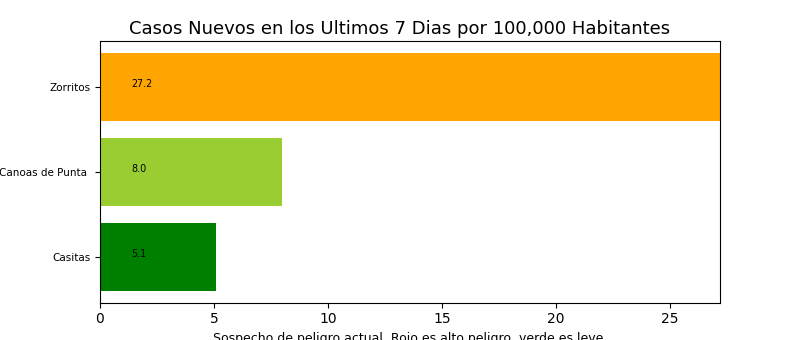 Casos Nuevos en los Ultimos 7 Dias por 100,000 Habitantes
Zorritos
27.2
Canoas de Punta
8.0
Casitas
5.1
0 5 10 15 20 25
Sospecho de peligro actual. Rojo es alto peligro, verde es leve